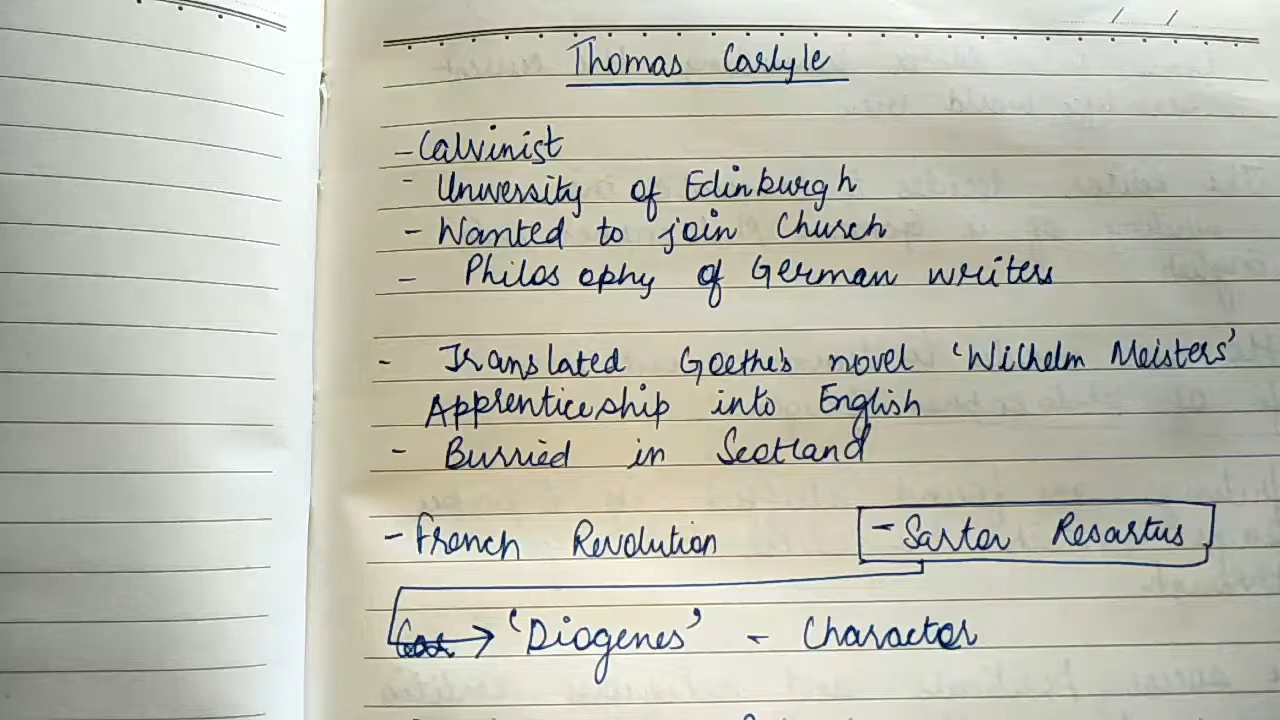 Thomas Carlyle
- Calvinist
- University of Edinburgh
- Wanted to join Church
- Philosophy of German writers
- Translated Goethe's novel 'Wilhelm Meisters'
Apprenticeship into English
- Burried in Scotland
- French Revolution - Sartor Resartus
→ 'Diogenes' - Character